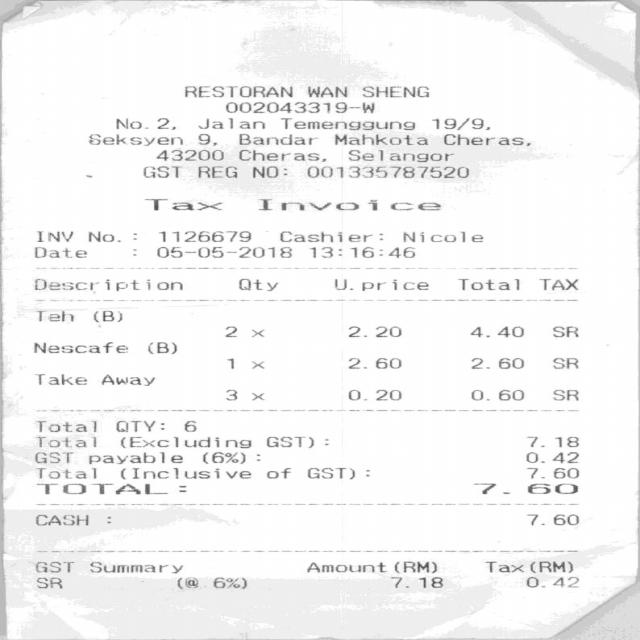 RESTORAN WAN SHENG
002043319-W
No.2, Jalan Temenggung 19/9,
Seksyen 9, Bandar Mahkota Cheras,
43200 Cheras, Selangor
GST REG NO: 001335787520
Tax Invoice
INV No.: 1126679 Cashier: Nicole
Date : 05-05-2018 13:16:46
Description Qty U.price Total TAX
Teh (B)
2 x 2.20 4.40 SR
Nescafe (B)
1 x 2.60 2.60 SR
Take Away
3 x 0.20 0.60 SR
Total QTY: 6
Total (Excluding GST): 7.18
GST payable (6%): 0.42
Total (Inclusive of GST): 7.60
TOTAL: 7.60
CASH : 7.60
GST Summary Amount(RM) Tax(RM)
SR (@ 6%) 7.18 0.42